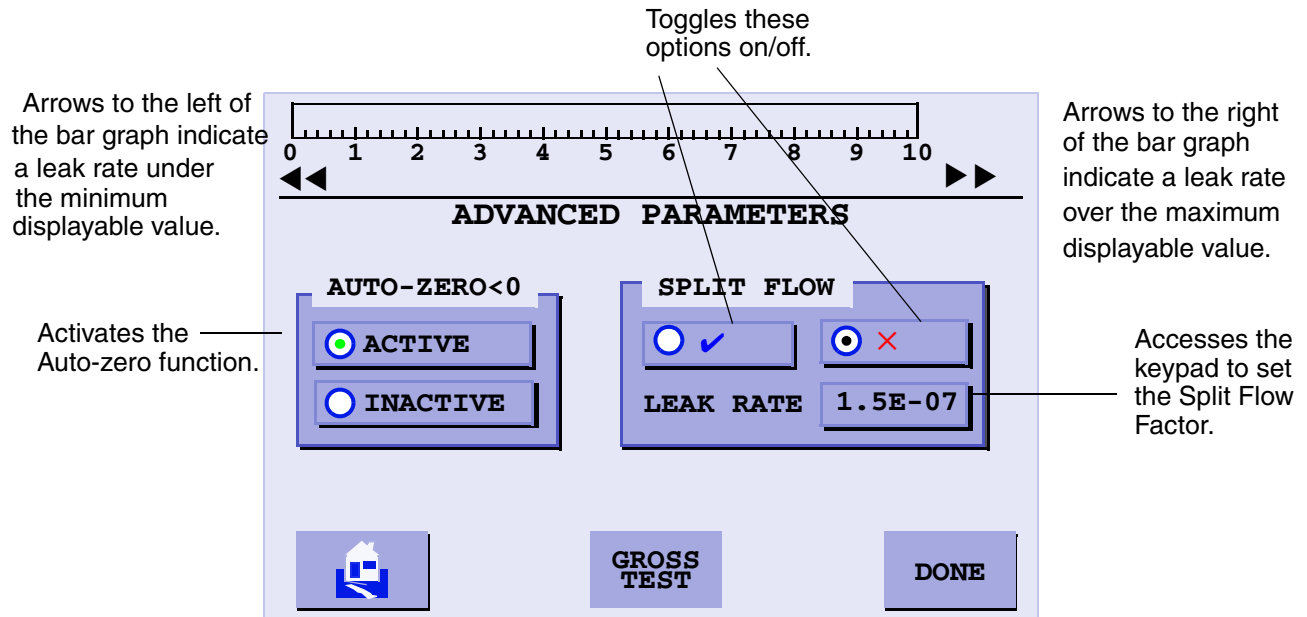 Toggles these
options on/off.
Arrows to the left of
the bar graph indicate
a leak rate under
the minimum
displayable value.
0 1 2 3 4 5 6 7 8 9 10
Arrows to the right
of the bar graph
indicate a leak rate
over the maximum
displayable value.
ADVANCED PARAMETERS
Activates the
Auto-zero function.
AUTO-ZERO<0
ACTIVE
INACTIVE
SPLIT FLOW
LEAK RATE 1.5E-07
Accesses the
keypad to set
the Split Flow
Factor.
GROSS
TEST
DONE